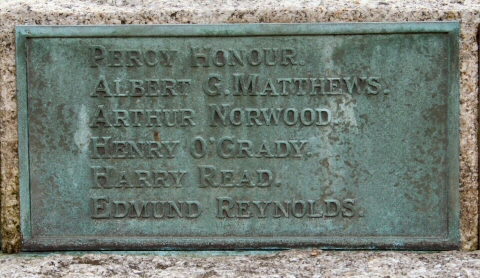 PERCY HONOUR.
ALBERT G. MATTHEWS.
ARTHUR NORWOOD.
HENRY O'GRADY.
HARRY READ.
EDMUND REYNOLDS.